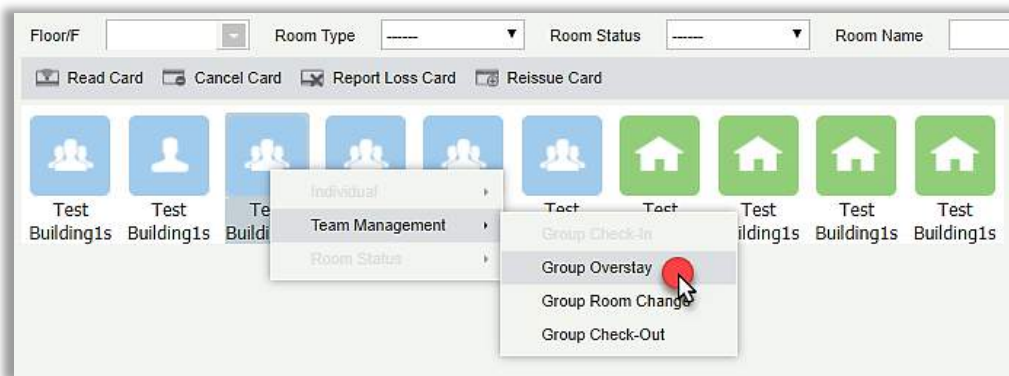 Floor/F Room Type ------ Room Status ------ Room Name
Read Card Cancel Card Report Loss Card Reissue Card
Individual
Test Test Te Test Test Test Test Test
Building1s Building1s Buildi Team Management ilding1s Building1s Building1s
Group Check-In
Room Status
Group Overstay
Group Room Change
Group Check-Out